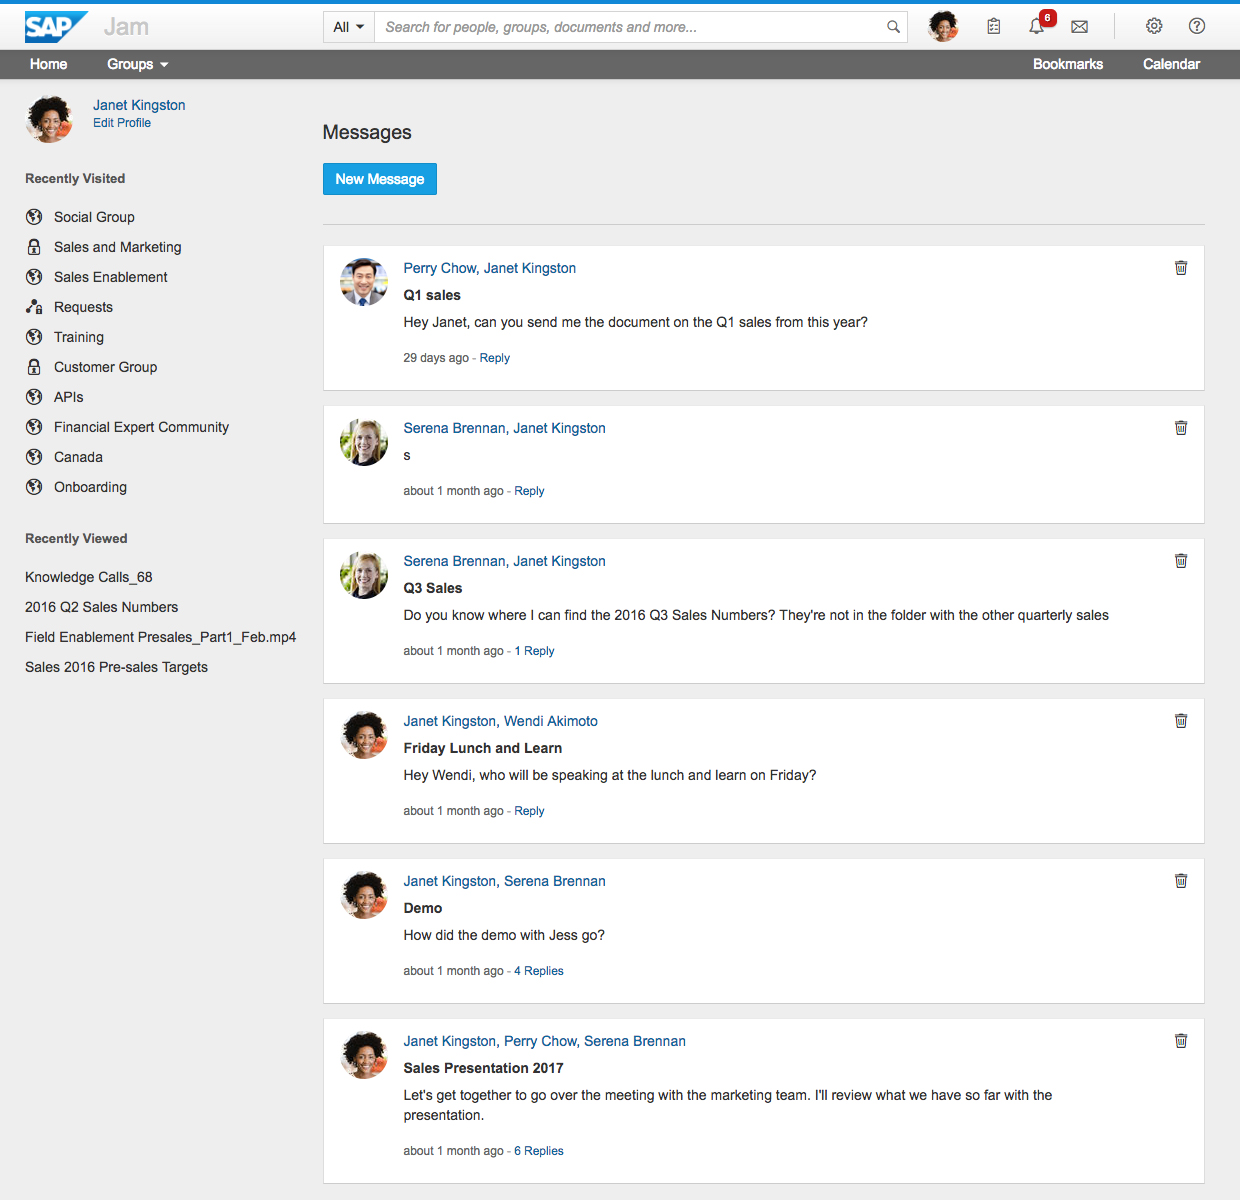 SAP Jam
All Search for people, groups, documents and more... 6
Home Groups Bookmarks Calendar
Janet Kingston
Edit Profile
Recently Visited
Social Group
Sales and Marketing
Sales Enablement
Requests
Training
Customer Group
APIs
Financial Expert Community
Canada
Onboarding
Recently Viewed
Knowledge Calls_68
2016 Q2 Sales Numbers
Field Enablement Presales_Part1_Feb.mp4
Sales 2016 Pre-sales Targets
Messages
New Message
Perry Chow, Janet Kingston
Q1 sales
Hey Janet, can you send me the document on the Q1 sales from this year?
29 days ago - Reply
Serena Brennan, Janet Kingston
s
about 1 month ago - Reply
Serena Brennan, Janet Kingston
Q3 Sales
Do you know where I can find the 2016 Q3 Sales Numbers? They're not in the folder with the other quarterly sales
about 1 month ago - 1 Reply
Janet Kingston, Wendi Akimoto
Friday Lunch and Learn
Hey Wendi, who will be speaking at the lunch and learn on Friday?
about 1 month ago - Reply
Janet Kingston, Serena Brennan
Demo
How did the demo with Jess go?
about 1 month ago - 4 Replies
Janet Kingston, Perry Chow, Serena Brennan
Sales Presentation 2017
Let's get together to go over the meeting with the marketing team. I'll review what we have so far with the
presentation.
about 1 month ago - 6 Replies